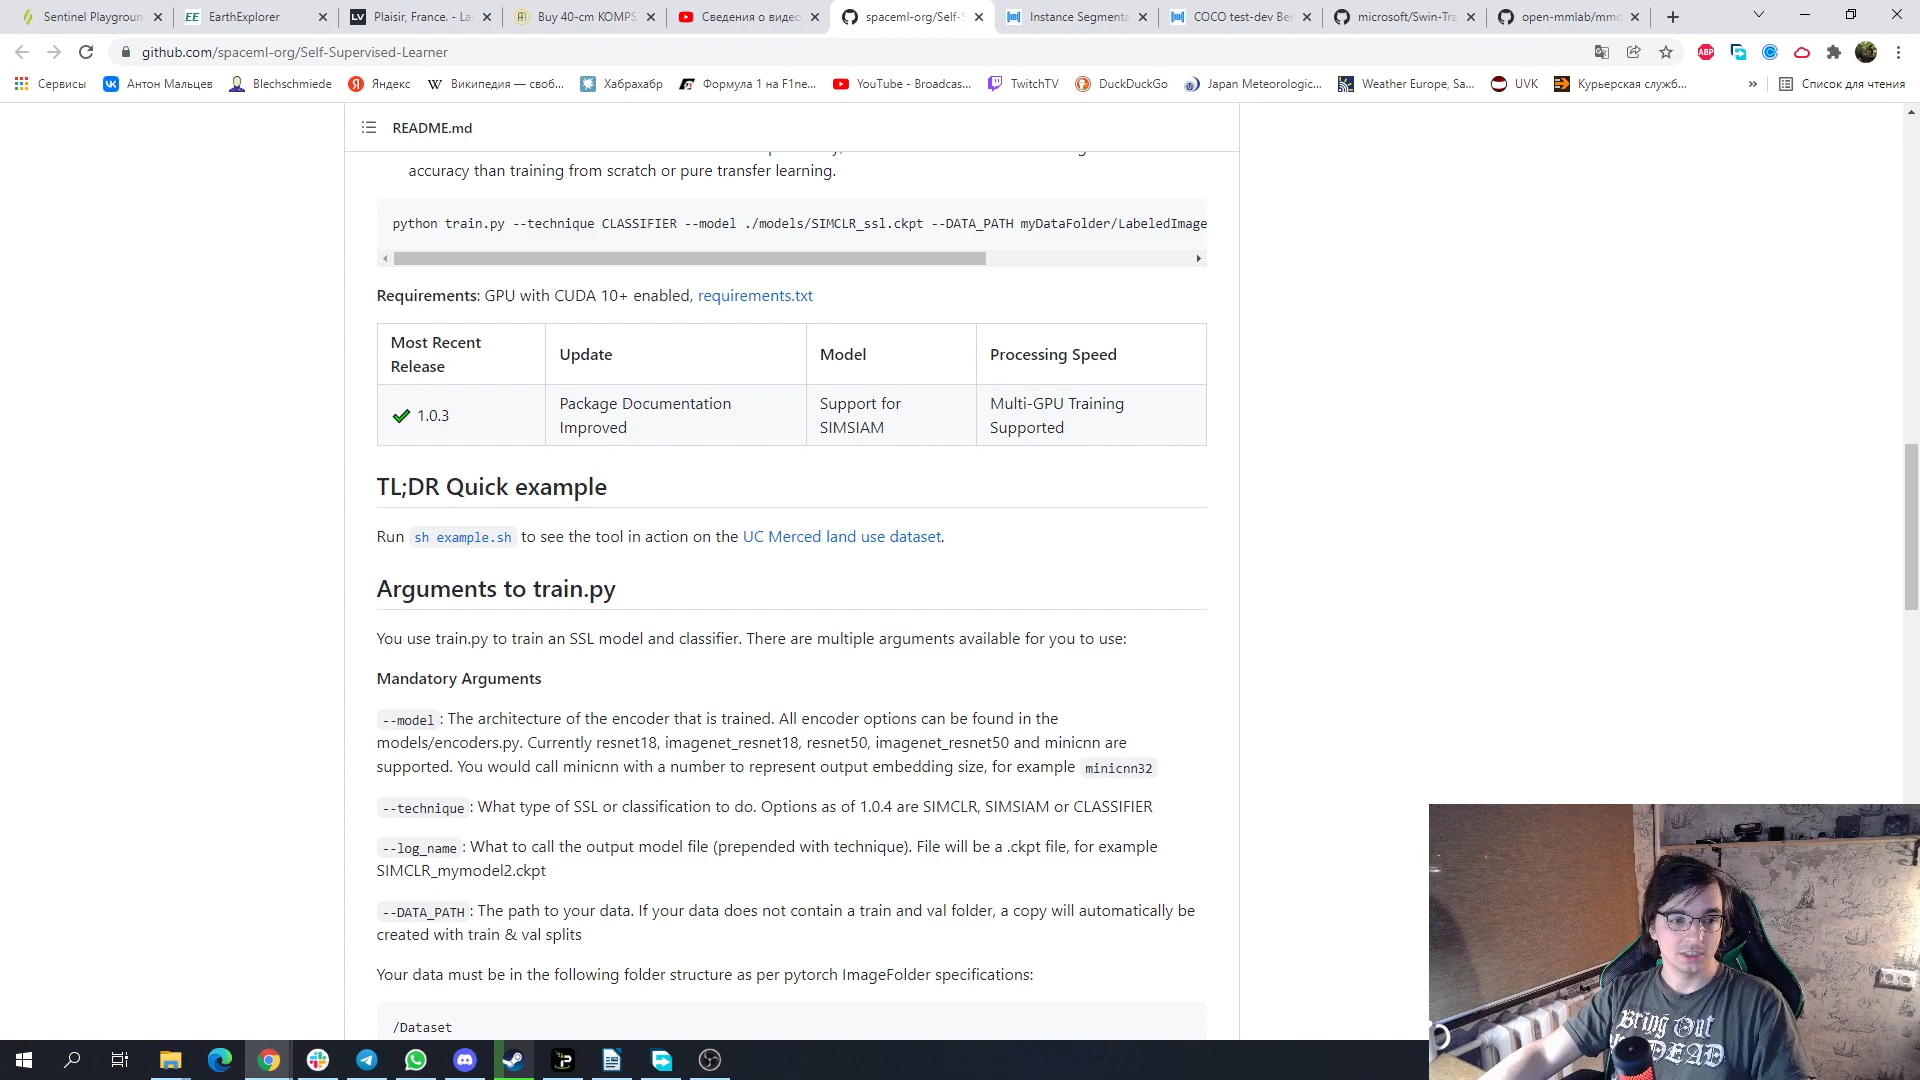 Sentinel Playground
EarthExplorer
Plaisir, France. - La
Buy 40-cm KOMPS
Сведения о видео
spaceml-org/Self-S
Instance Segmenta
COCO test-dev Be
microsoft/Swin-Tra
open-mmlab/mmd
github.com/spaceml-org/Self-Supervised-Learner
Сервисы
Антон Мальцев
Blechschmiede
Яндекс
Википедия — своб...
Хабрахабр
Формула 1 на F1ne...
YouTube - Broadcas...
TwitchTV
DuckDuckGo
Japan Meteorologic...
Weather Europe, Sa...
UVK
Курьерская служб...
»
Список для чтения
README.md
accuracy than training from scratch or pure transfer learning.
python train.py --technique CLASSIFIER --model ./models/SIMCLR_ssl.ckpt --DATA_PATH myDataFolder/LabeledImage
Requirements: GPU with CUDA 10+ enabled, requirements.txt
Most Recent
Release
Update
Model
Processing Speed
1.0.3
Package Documentation
Improved
Support for
SIMSIAM
Multi-GPU Training
Supported
TL;DR Quick example
Run sh example.sh to see the tool in action on the UC Merced land use dataset.
Arguments to train.py
You use train.py to train an SSL model and classifier. There are multiple arguments available for you to use:
Mandatory Arguments
--model : The architecture of the encoder that is trained. All encoder options can be found in the
models/encoders.py. Currently resnet18, imagenet_resnet18, resnet50, imagenet_resnet50 and minicnn are
supported. You would call minicnn with a number to represent output embedding size, for example minicnn32
--technique : What type of SSL or classification to do. Options as of 1.0.4 are SIMCLR, SIMSIAM or CLASSIFIER
--log_name : What to call the output model file (prepended with technique). File will be a .ckpt file, for example
SIMCLR_mymodel2.ckpt
--DATA_PATH : The path to your data. If your data does not contain a train and val folder, a copy will automatically be
created with train & val splits
Your data must be in the following folder structure as per pytorch ImageFolder specifications:
/Dataset
Bring Out
DEAD